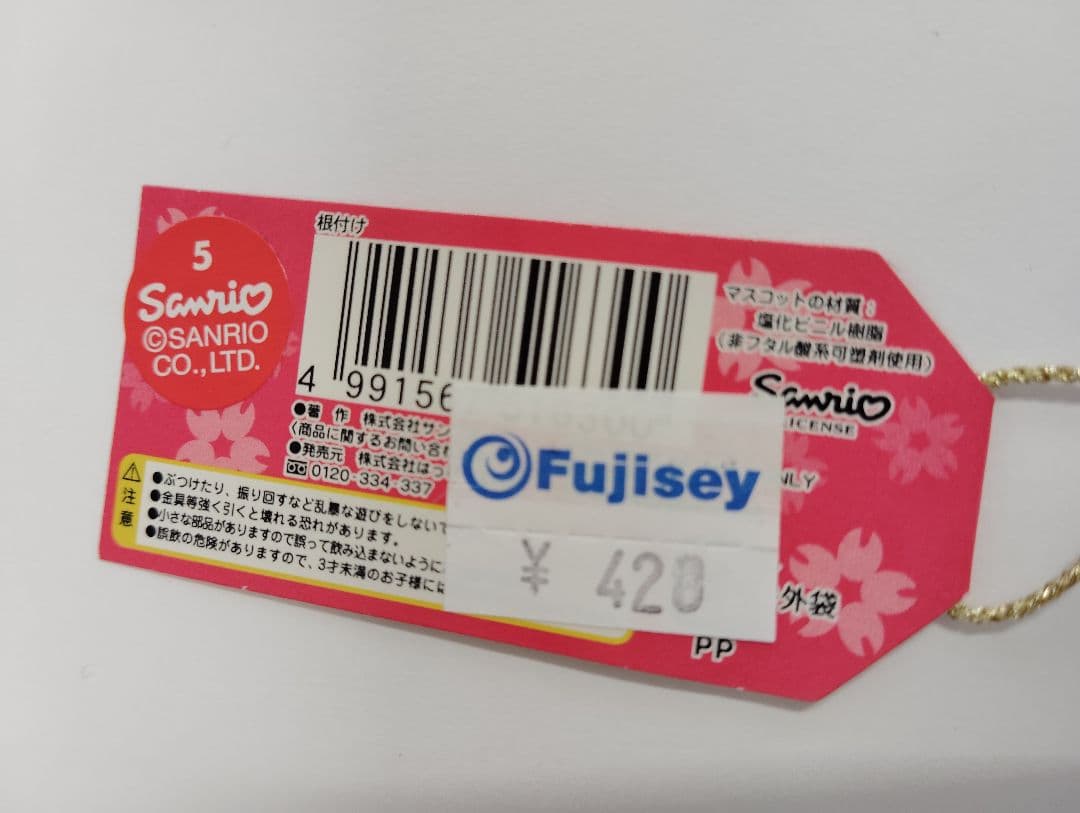 5
Sanrio
©SANRIO
CO.,LTD.
根付け
4 99156
マスコットの材質:
塩化ビニル樹脂
(非フタル酸系可塑剤使用)
Sanrio
LICENSE
●著 作 株式会社サン
(商品に関するお問い合
●発売元 株式会社はつ
0120-334-337
注意
●ぶつけたり、振り回すなど乱暴な遊びをしないで
●金具等強く引くと壊れる恐れがあります。
●小さな部品がありますので誤って飲み込まないように
●誤飲の危険がありますので、3才未満のお子様には
Fujisey
¥ 428
NLY
外袋
PP